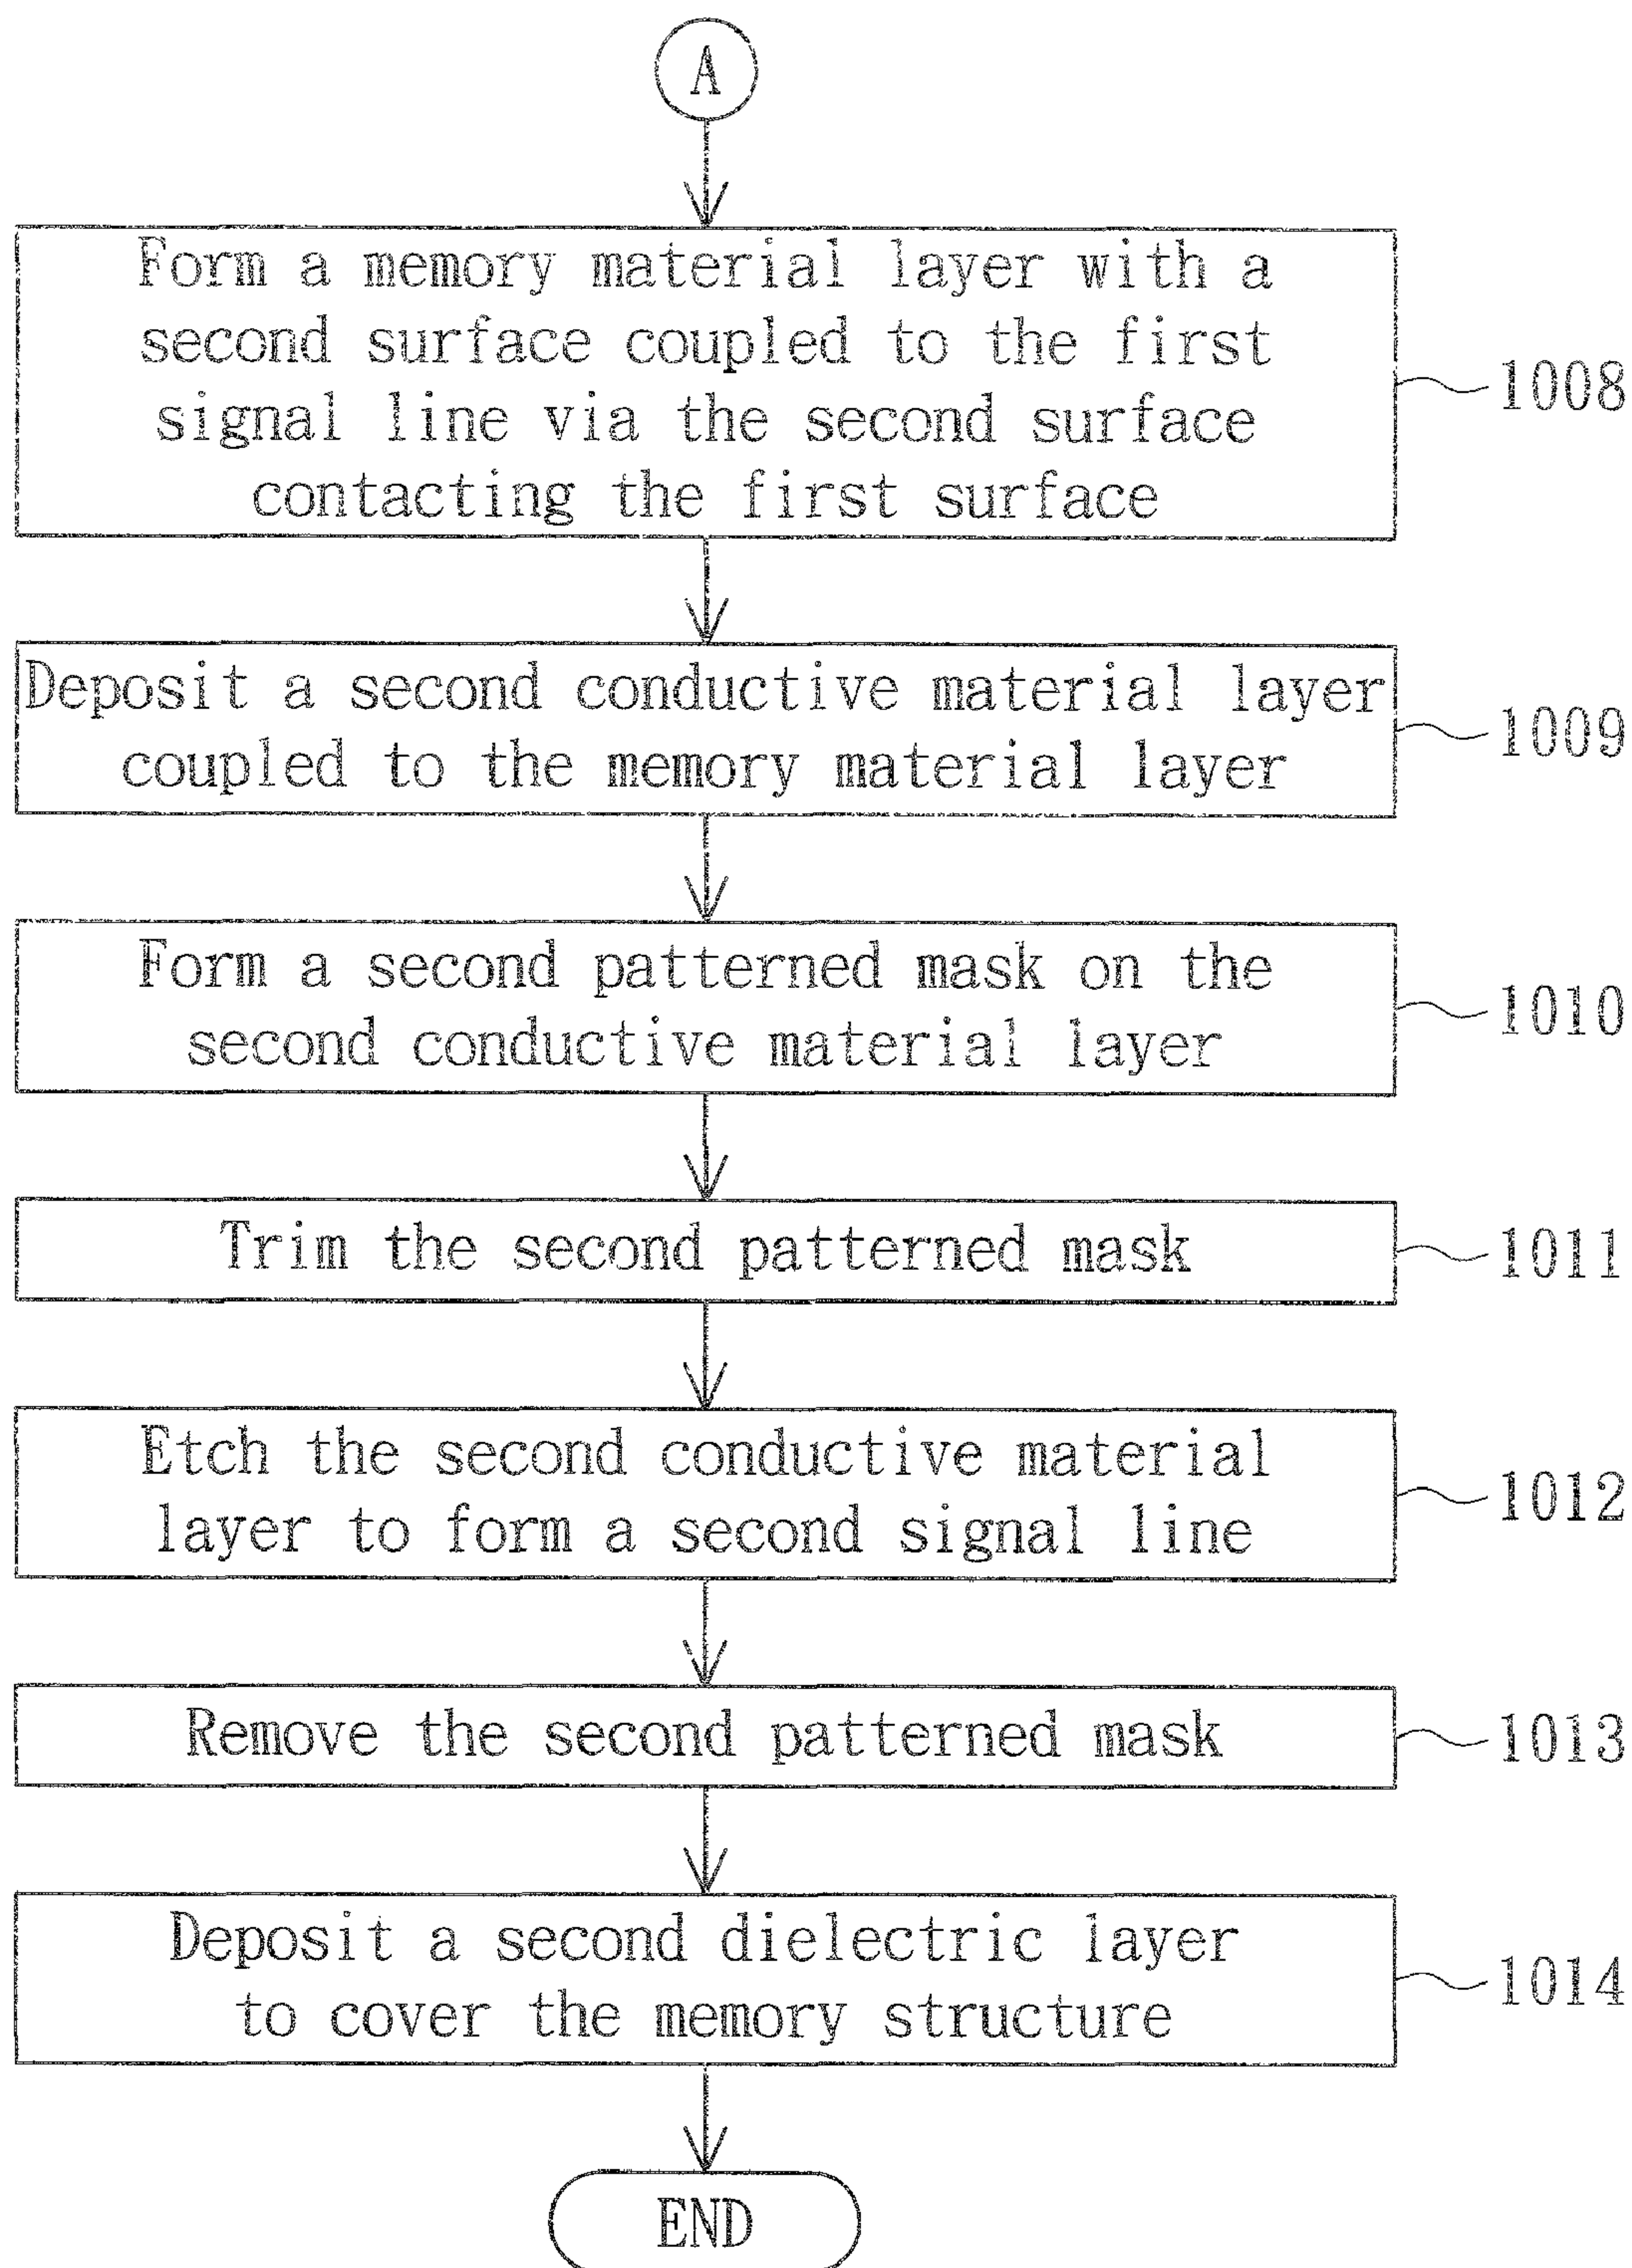 A
Form a memory material layer with a
second surface coupled to the first
signal line via the second surface
contacting the first surface
1008
Deposit a second conductive material layer
coupled to the memory material layer
1009
Form a second patterned mask on the
second conductive material layer
1010
Trim the second patterned mask
1011
Etch the second conductive material
layer to form a second signal line
1012
Remove the second patterned mask
1013
Deposit a second dielectric layer
to cover the memory structure
1014
END